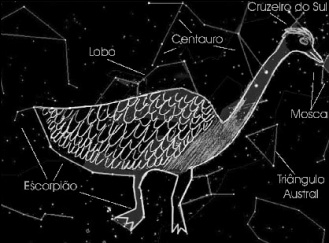 Cruzeiro do Sul
Centauro
Lobo
Mosca
Triângulo
Austral
Escorpião